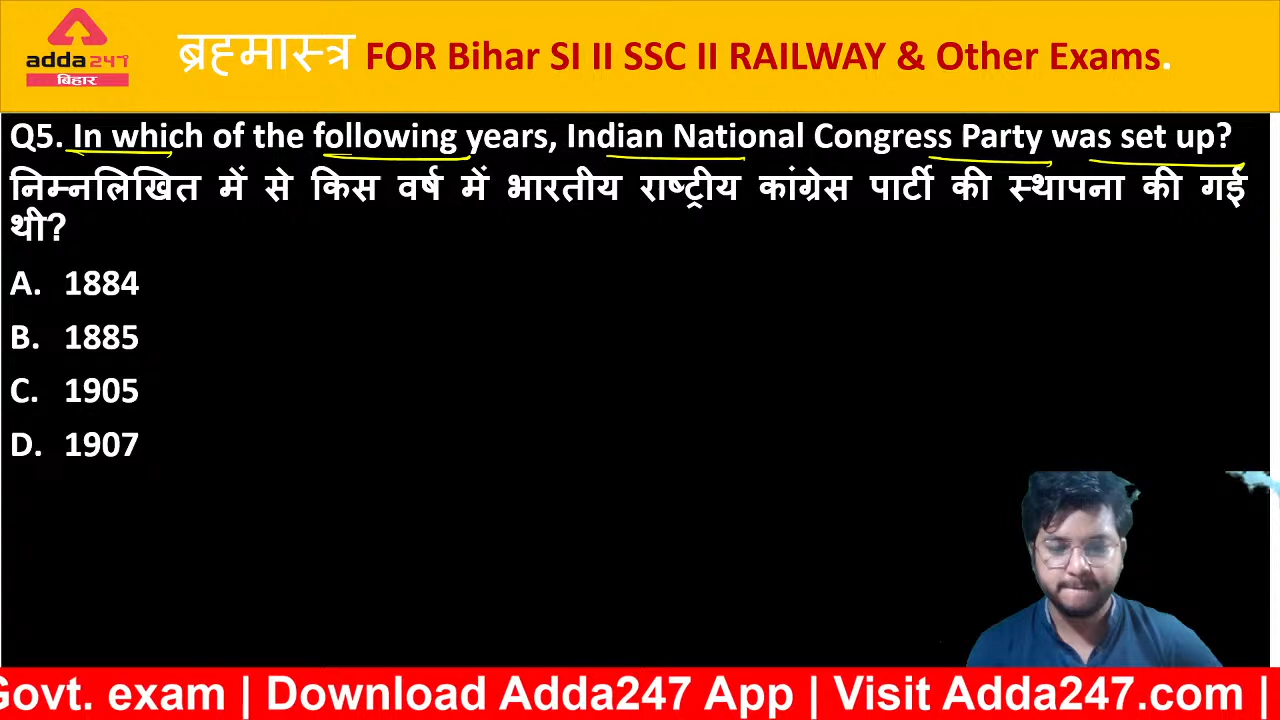 adda247
बिहार
ब्रह्मास्त्र FOR Bihar SI II SSC II RAILWAY & Other Exams.
Q5. In which of the following years, Indian National Congress Party was set up?
निम्नलिखित में से किस वर्ष में भारतीय राष्ट्रीय कांग्रेस पार्टी की स्थापना की गई
थी?
A. 1884
B. 1885
C. 1905
D. 1907
Govt. exam | Download Adda247 App | Visit Adda247.com |